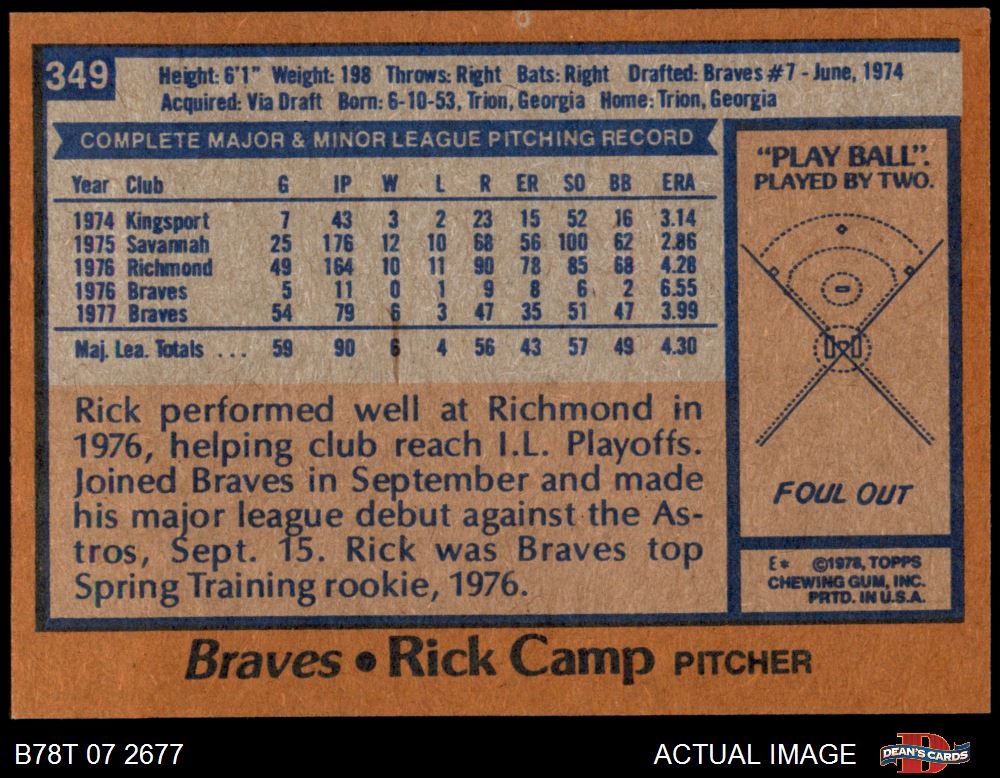 349
Height: 6'1" Weight: 198 Throws: Right Bats: Right Drafted: Braves #7 - June, 1974
Acquired: Via Draft Born: 6-10-53, Trion, Georgia Home: Trion, Georgia
COMPLETE MAJOR & MINOR LEAGUE PITCHING RECORD
Year Club G IP W L R ER SO BB ERA
1974 Kingsport 7 43 3 2 23 15 52 16 3.14
1975 Savannah 25 176 12 10 68 56 100 62 2.86
1976 Richmond 49 164 10 11 90 78 85 68 4.28
1976 Braves 5 11 0 1 9 8 6 2 6.55
1977 Braves 54 79 6 3 47 35 51 47 3.99
Maj. Lea. Totals ... 59 90 6 4 56 43 57 49 4.30
Rick performed well at Richmond in
1976, helping club reach I.L. Playoffs.
Joined Braves in September and made
his major league debut against the As-
tros, Sept. 15. Rick was Braves top
Spring Training rookie, 1976.
"PLAY BALL".
PLAYED BY TWO.
FOUL OUT
E* ©1978, TOPPS
CHEWING GUM, INC.
PRTD. IN U.S.A.
Braves • Rick Camp PITCHER
B78T 07 2677
ACTUAL IMAGE
DEAN'S CARDS